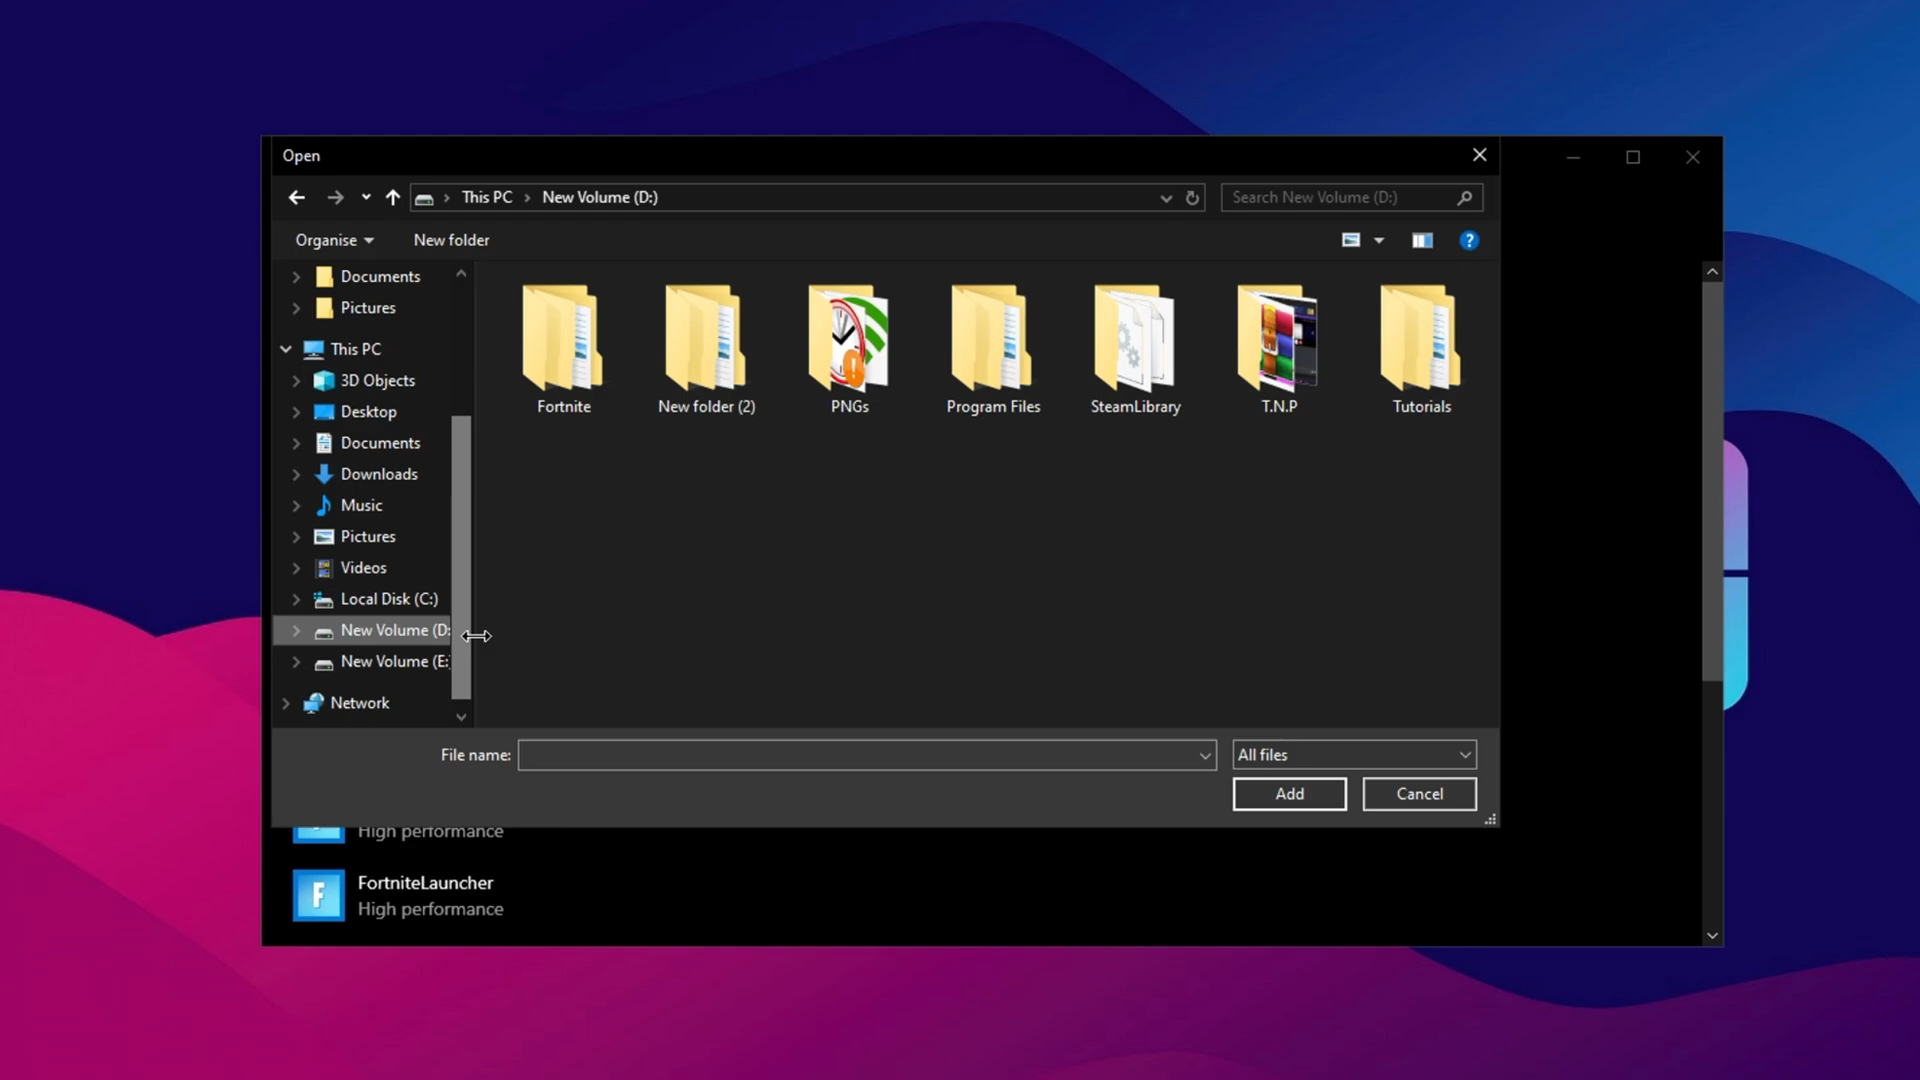 Open
This PC
New Volume (D:)
Search New Volume (D:)
Organise
New folder
?
Documents
Pictures
This PC
3D Objects
Desktop
Documents
Downloads
Music
Pictures
Videos
Local Disk (C:)
New Volume (D:
New Volume (E:)
Network
Fortnite
New folder (2)
PNGs
Program Files
SteamLibrary
T.N.P
Tutorials
File name:
All files
Add
Cancel
High performance
F
FortniteLauncher
High performance